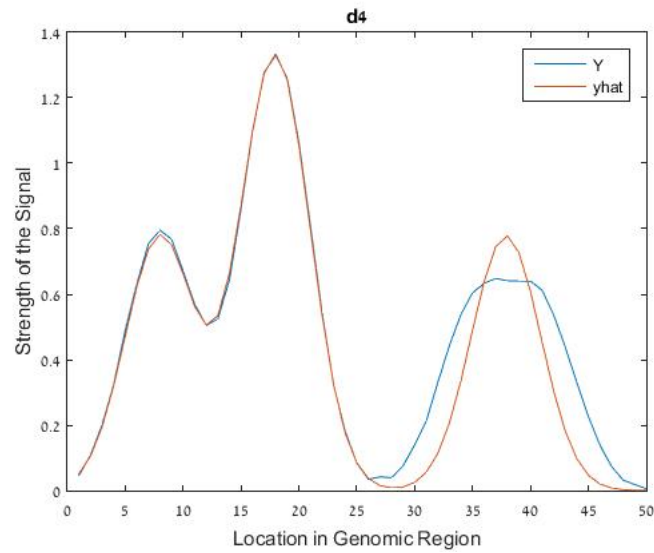 d4
Y
yhat
Strength of the Signal
1.4
1.2
1
0.8
0.6
0.4
0.2
0
0 5 10 15 20 25 30 35 40 45 50
Location in Genomic Region